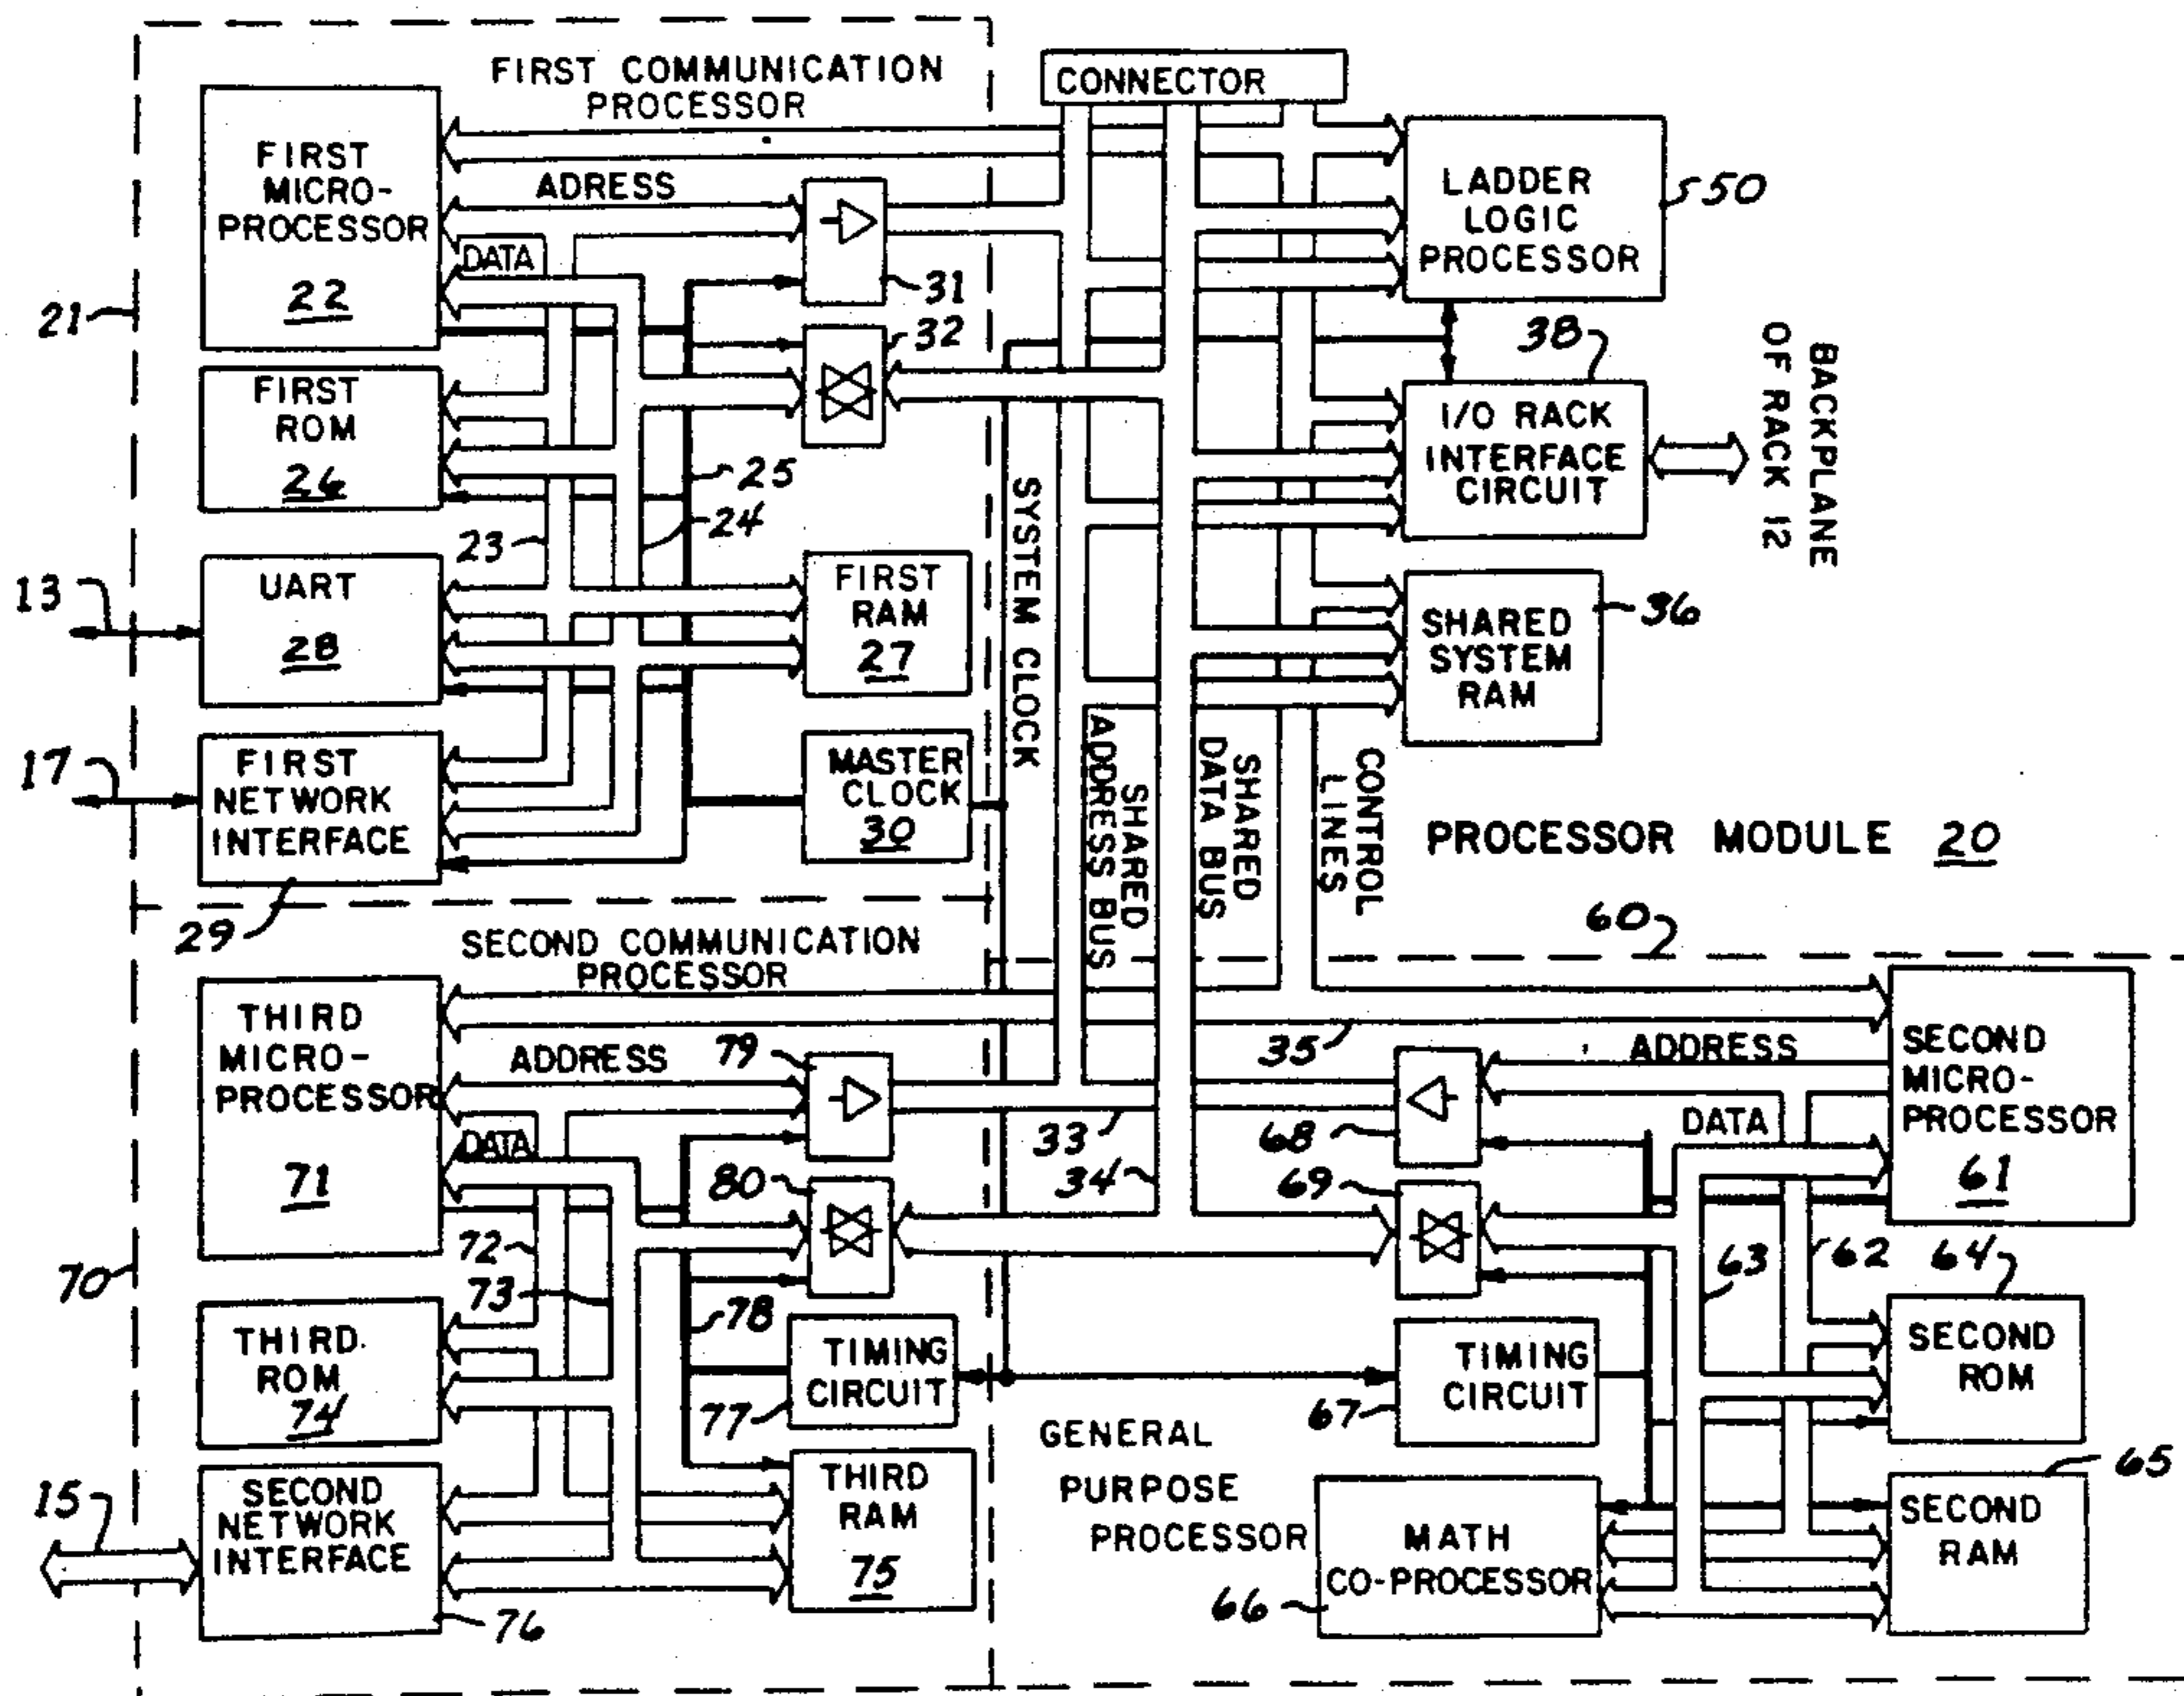 FIRST COMMUNICATION
PROCESSOR
CONNECTOR
FIRST
MICRO-
PROCESSOR
22
ADRESS
DATA
31
32
LADDER
LOGIC
PROCESSOR
50
21
FIRST
ROM
26
38
I/O RACK
INTERFACE
CIRCUIT
BACKPLANE
OF RACK 12
25
24
23
SYSTEM CLOCK
13
UART
28
FIRST
RAM
27
SHARED
SYSTEM
RAM
36
17
FIRST
NETWORK
INTERFACE
29
MASTER
CLOCK
30
SHARED
ADDRESS BUS
SHARED
DATA BUS
CONTROL
LINES
PROCESSOR MODULE 20
60
SECOND COMMUNICATION
PROCESSOR
THIRD
MICRO-
PROCESSOR
71
ADDRESS
DATA
79
80
33
34
35
68
69
ADDRESS
DATA
SECOND
MICRO-
PROCESSOR
61
70
72
73
78
63
62
64
THIRD
ROM
74
TIMING
CIRCUIT
77
TIMING
CIRCUIT
67
SECOND
ROM
15
SECOND
NETWORK
INTERFACE
76
THIRD
RAM
75
GENERAL
PURPOSE
PROCESSOR
MATH
CO-PROCESSOR
66
SECOND
RAM
65